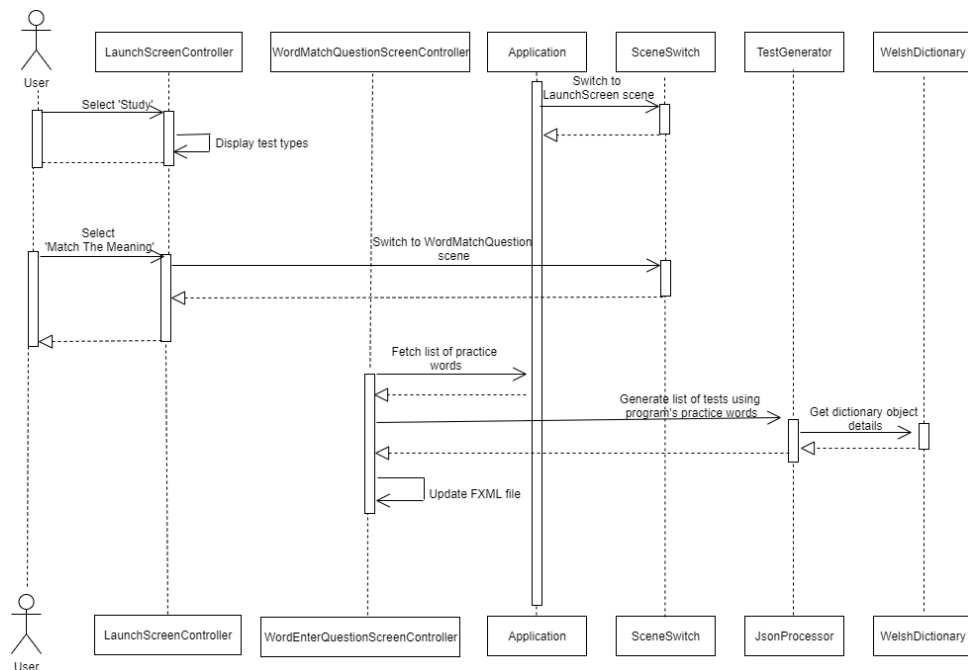 LaunchScreenController
WordMatchQuestionScreenController
Application
SceneSwitch
TestGenerator
WelshDictionary
User
Switch to
LaunchScreen scene
Select 'Study'
Display test types
Select
'Match The Meaning'
Switch to WordMatchQuestion
scene
Fetch list of practice
words
Generate list of tests using
program's practice words
Get dictionary object
details
Update FXML file
LaunchScreenController
WordEnterQuestionScreenController
Application
SceneSwitch
JsonProcessor
WelshDictionary
User